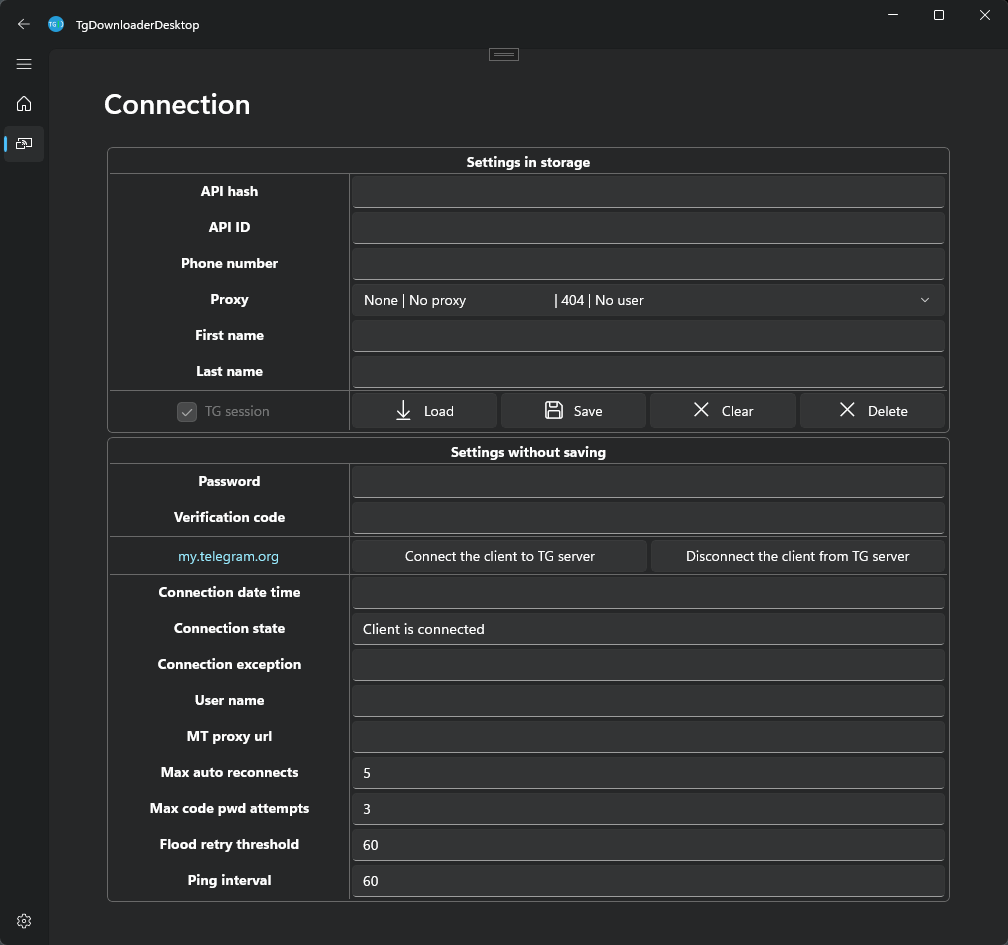 TG TgDownloaderDesktop
Connection
Settings in storage
API hash
API ID
Phone number
Proxy None | No proxy | 404 | No user
First name
Last name
TG session Load Save Clear Delete
Settings without saving
Password
Verification code
my.telegram.org Connect the client to TG server Disconnect the client from TG server
Connection date time
Connection state Client is connected
Connection exception
User name
MT proxy url
Max auto reconnects 5
Max code pwd attempts 3
Flood retry threshold 60
Ping interval 60